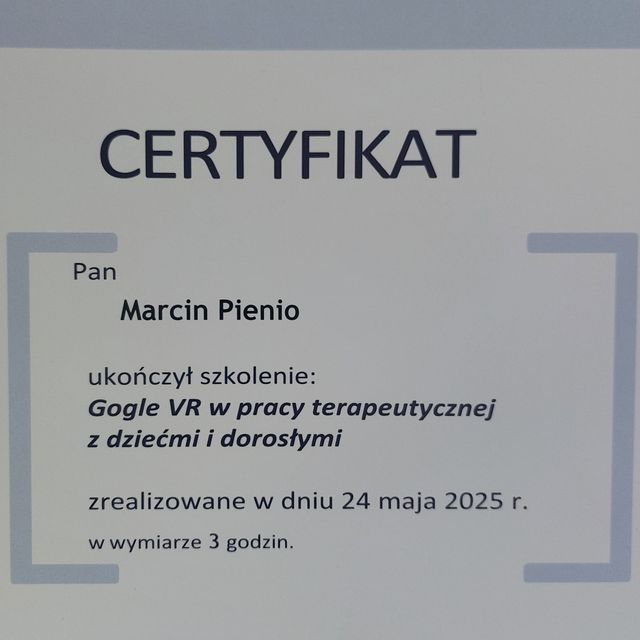 CERTYFIKAT
Pan
Marcin Pienio
ukończył szkolenie:
Gogle VR w pracy terapeutycznej
z dziećmi i dorosłymi
zrealizowane w dniu 24 maja 2025 r.
w wymiarze 3 godzin.